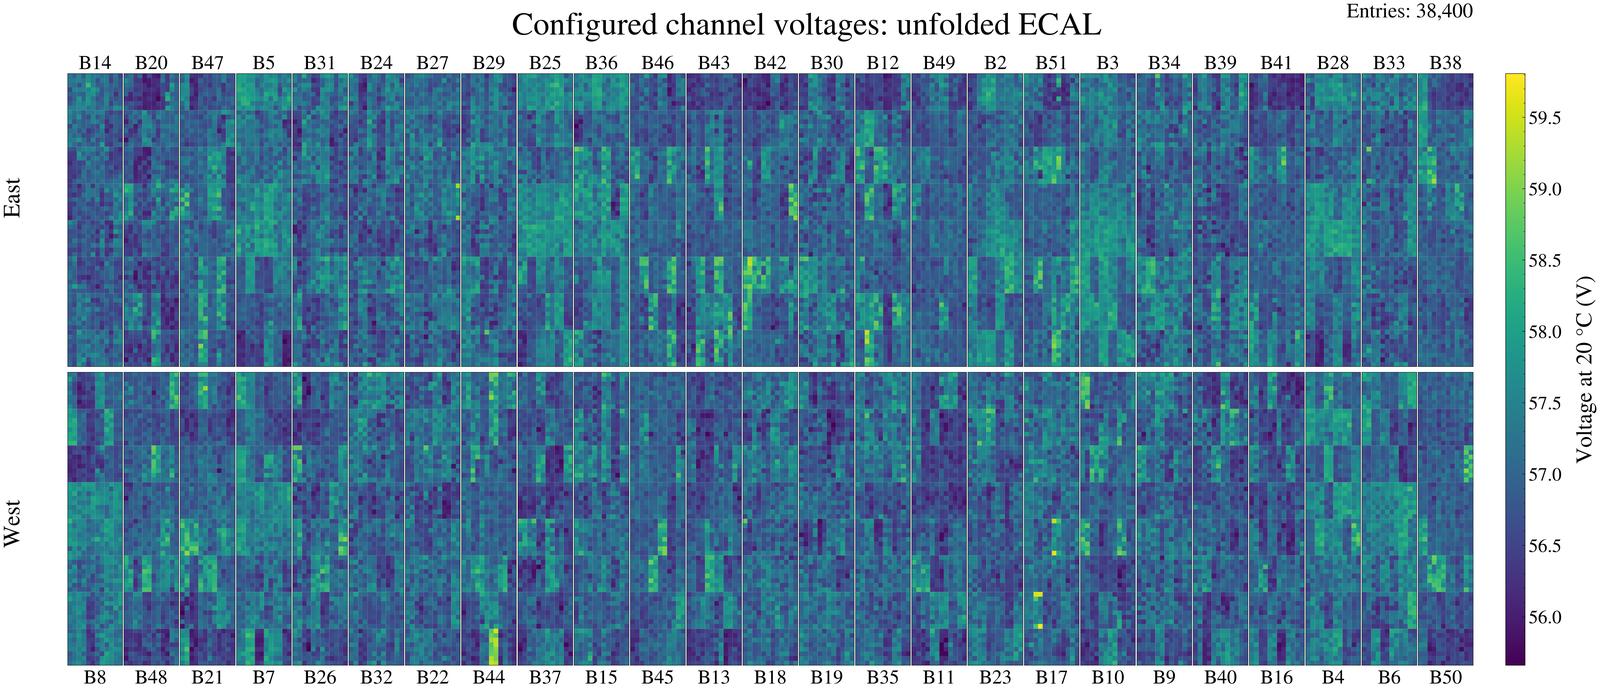 Configured channel voltages: unfolded ECAL
Entries: 38,400
B14 B20 B47 B5 B31 B24 B27 B29 B25 B36 B46 B43 B42 B30 B12 B49 B2 B51 B3 B34 B39 B41 B28 B33 B38
East
West
B8 B48 B21 B7 B26 B32 B22 B44 B37 B15 B45 B13 B18 B19 B35 B11 B23 B17 B10 B9 B40 B16 B4 B6 B50
59.5
59.0
58.5
58.0
57.5
57.0
56.5
56.0
Voltage at 20 °C (V)